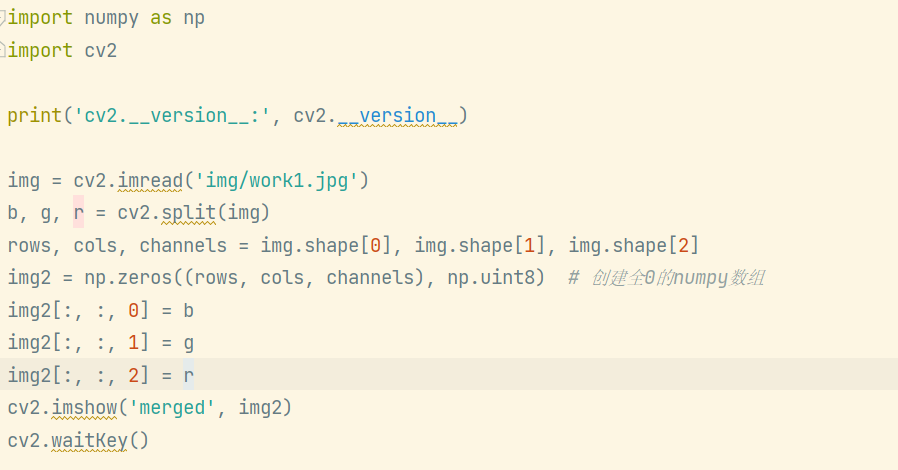 import numpy as np
import cv2
print('cv2.__version__:', cv2.__version__)
img = cv2.imread('img/work1.jpg')
b, g, r = cv2.split(img)
rows, cols, channels = img.shape[0], img.shape[1], img.shape[2]
img2 = np.zeros((rows, cols, channels), np.uint8)  # 创建全0的numpy数组
img2[:, :, 0] = b
img2[:, :, 1] = g
img2[:, :, 2] = r
cv2.imshow('merged', img2)
cv2.waitKey()